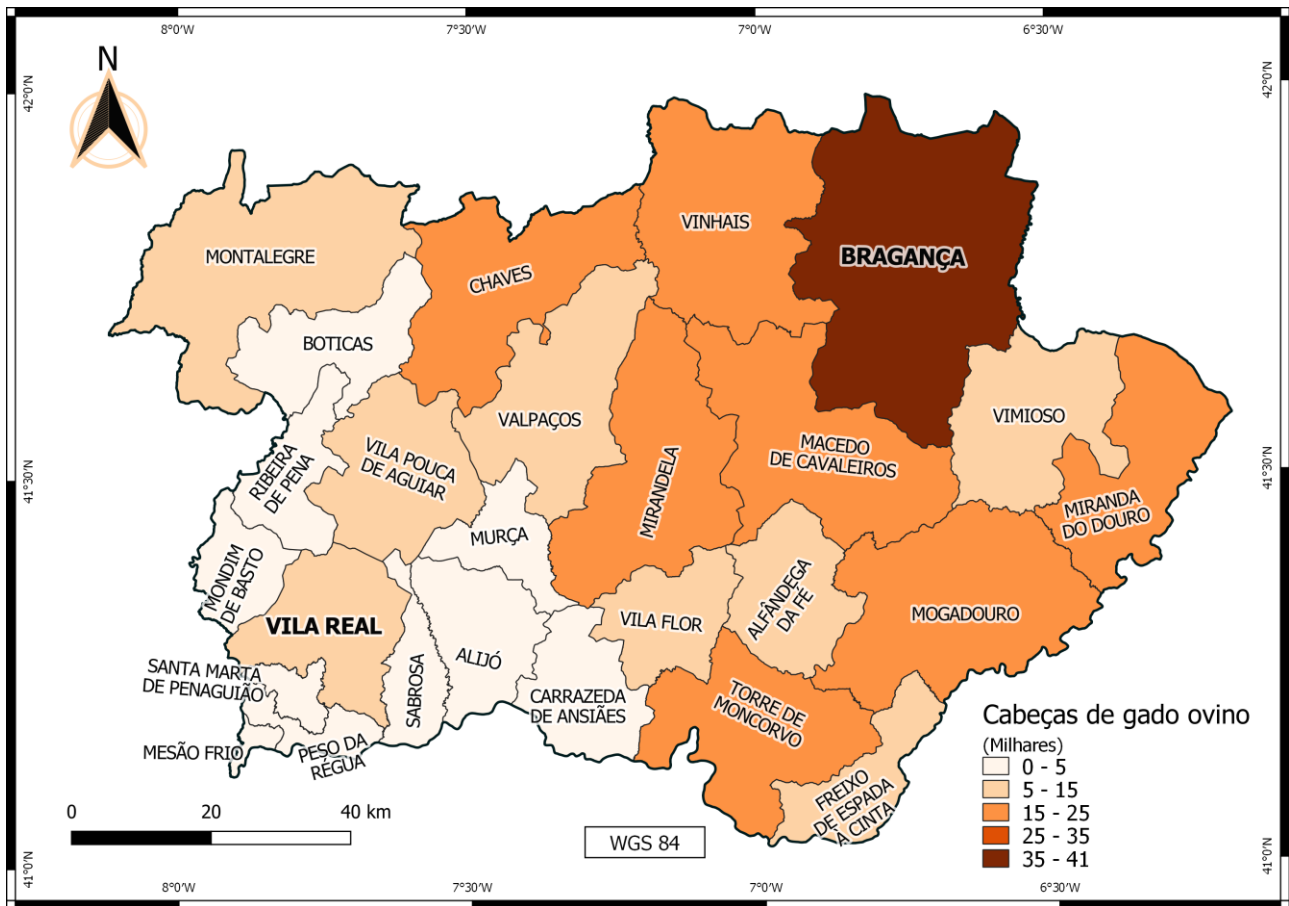 8°0'W
7°30'W
7°0'W
6°30'W
N
42°0'N
42°0'N
VINHAIS
BRAGANÇA
MONTALEGRE
CHAVES
BOTICAS
VALPAÇOS
VIMIOSO
MACEDO
DE CAVALEIROS
VILA POUCA
DE AGUIAR
RIBEIRA
DE PENA
41°30'N
41°30'N
MIRANDELA
MIRANDA
DO DOURO
MURÇA
MONDIM
DE BASTO
ALFÂNDEGA
DA FÉ
MOGADOURO
VILA REAL
VILA FLOR
ALIJÓ
SANTA MARTA
DE PENAGUIÃO
SABROSA
CARRAZEDA
DE ANSIÃES
TORRE DE
MONCORVO
MESÃO FRIO
PESO DA
RÉGUA
FREIXO
DE ESPADA
À CINTA
Cabeças de gado ovino
(Milhares)
0 - 5
5 - 15
15 - 25
25 - 35
35 - 41
0
20
40 km
WGS 84
41°0'N
41°0'N
8°0'W
7°30'W
7°0'W
6°30'W